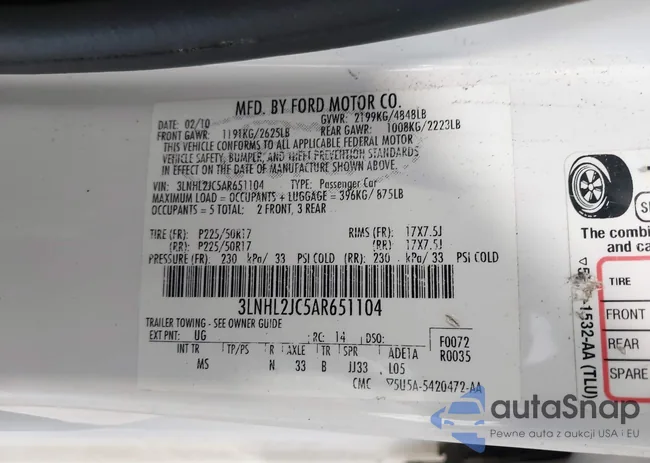 MFD. BY FORD MOTOR CO.
DATE: 02/10 GVWR: 2199KG/4848LB
FRONT GAWR: 1191KG/2625LB REAR GAWR: 1008KG/2223LB
THIS VEHICLE CONFORMS TO ALL APPLICABLE FEDERAL MOTOR
VEHICLE SAFETY, BUMPER, AND THEFT PREVENTION STANDARDS
IN EFFECT ON THE DATE OF MANUFACTURE SHOWN ABOVE.
VIN: 3LNHL2JC5AR651104 TYPE: Passenger Car
MAXIMUM LOAD = OCCUPANTS + LUGGAGE = 396KG/875LB
OCCUPANTS = 5 TOTAL: 2 FRONT, 3 REAR
TIRE (FR): P225/50R17 RIMS (FR): 17X7.5J
(RR): P225/50R17 (RR): 17X7.5J
PRESSURE (FR): 230 kPa/ 33 PSI COLD (RR): 230 kPa/ 33 PSI COLD
3LNHL2JC5AR651104
TRAILER TOWING - SEE OWNER GUIDE
EXT PNT: UG RC: 14 DSO: F0072
INT TR TP/PS R AXLE TR SPR ADE1A R0035
MS N 33 B JJ33 L05
CMC ▽5U5A-5420472-AA
The combi
and ca
TIRE
FRONT
REAR
SPARE
1532-AA (TLU)
autoSnap
Pewne auta z aukcji USA i EU